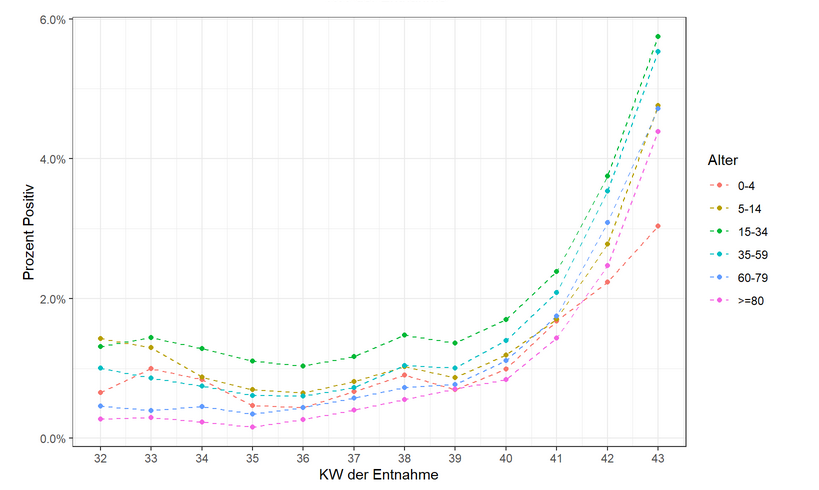 6.0%
4.0%
2.0%
0.0%
Prozent Positiv
32 33 34 35 36 37 38 39 40 41 42 43
KW der Entnahme
Alter
0-4
5-14
15-34
35-59
60-79
>=80